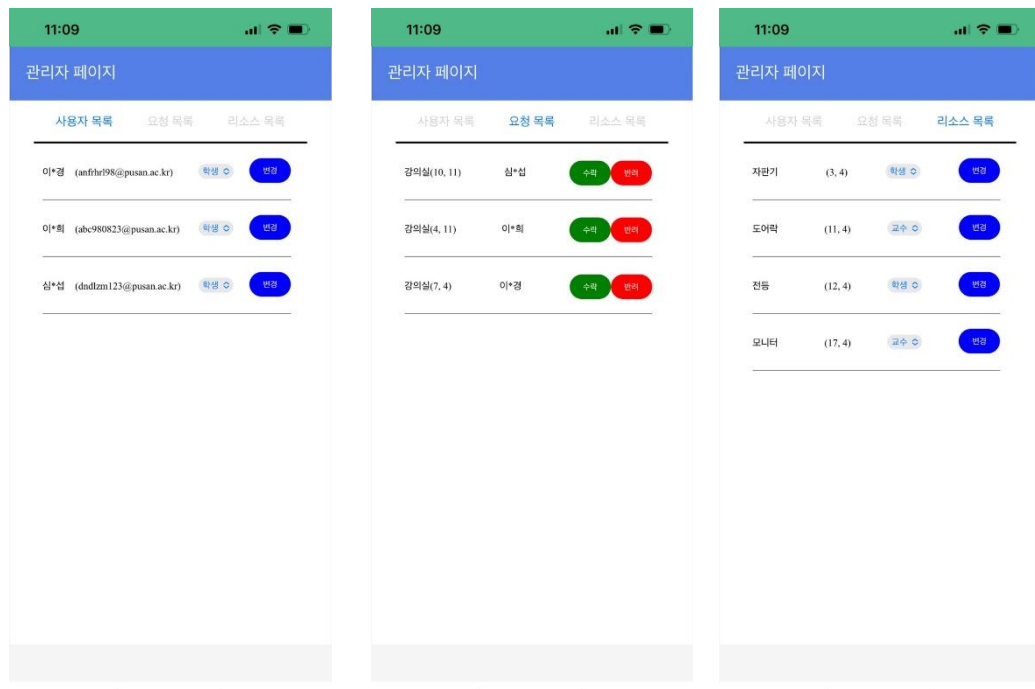 11:09
관리자 페이지
사용자 목록 요청 목록 리소스 목록
이*경 (anfrhrl98@pusan.ac.kr) 학생 변경
이*희 (abc980823@pusan.ac.kr) 학생 변경
심*섭 (dndlzm123@pusan.ac.kr) 학생 변경
11:09
관리자 페이지
사용자 목록 요청 목록 리소스 목록
강의실(10, 11) 심*섭 수락 반려
강의실(4, 11) 이*희 수락 반려
강의실(7, 4) 이*경 수락 반려
11:09
관리자 페이지
사용자 목록 요청 목록 리소스 목록
자판기 (3, 4) 학생 변경
도어락 (11, 4) 교수 변경
전등 (12, 4) 학생 변경
모니터 (17, 4) 교수 변경